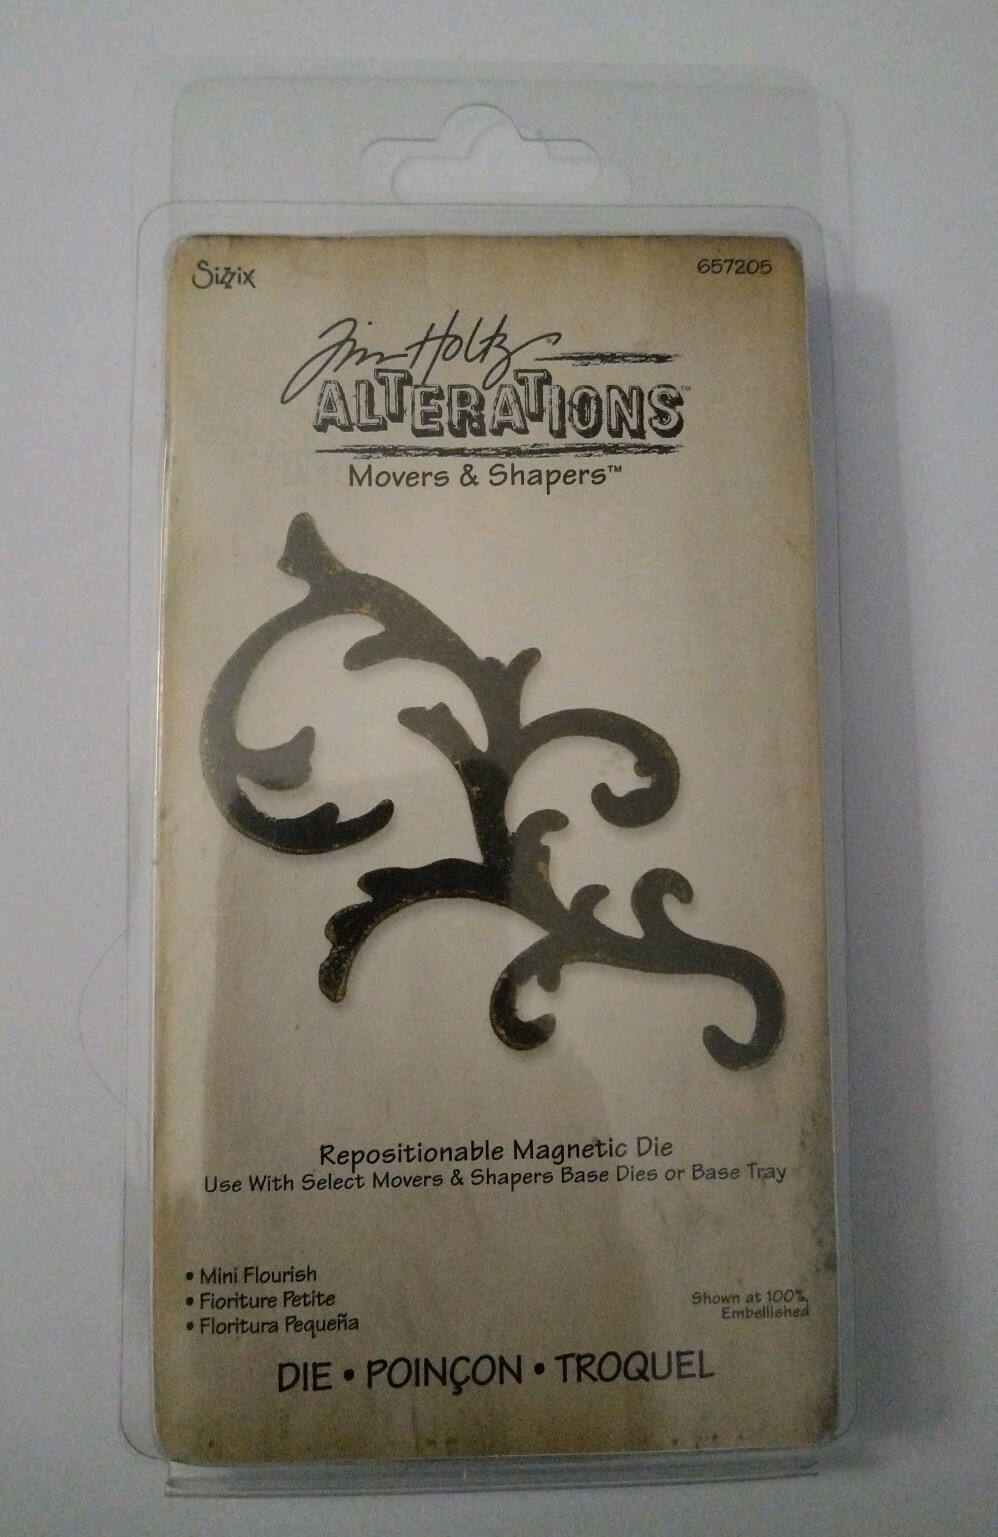 Sizzix
657205
Tim Holtz
ALTERATIONS™
Movers & Shapers™
Repositionable Magnetic Die
Use With Select Movers & Shapers Base Dies or Base Tray
• Mini Flourish
• Fioriture Petite
• Floritura Pequeña
Shown at 100%,
Embellished
DIE • POINÇON • TROQUEL